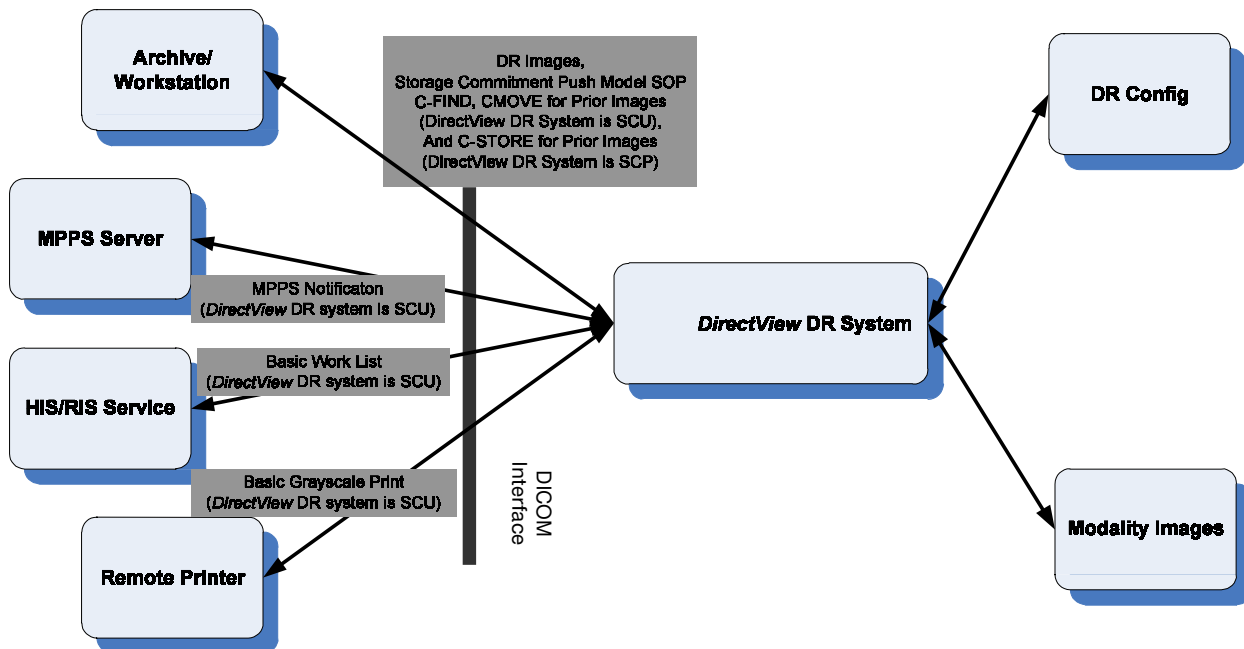 Archive/
Workstation
DR Images,
Storage Commitment Push Model SOP
C-FIND, CMOVE for Prior Images
(DirectView DR System is SCU),
And C-STORE for Prior Images
(DirectView DR System is SCP)
DR Config
MPPS Server
MPPS Notificaton
(DirectView DR system is SCU)
DirectView DR System
Basic Work List
(DirectView DR system is SCU)
HIS/RIS Service
Basic Grayscale Print
(DirectView DR system is SCU)
DICOM
Interface
Modality Images
Remote Printer